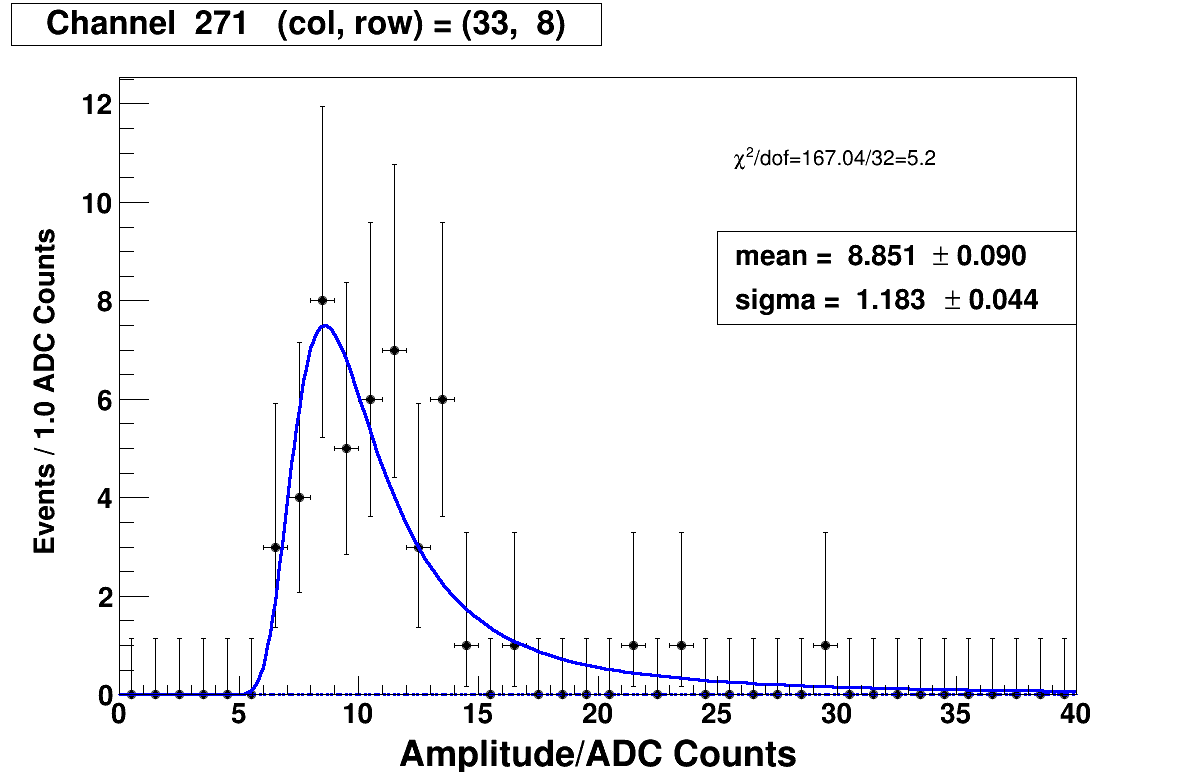 Channel  271   (col, row) = (33,  8)
12
10
8
6
4
2
0
Events / 1.0 ADC Counts
χ²/dof=167.04/32=5.2
mean =  8.851  ± 0.090
sigma =  1.183  ± 0.044
0 5 10 15 20 25 30 35 40
Amplitude/ADC Counts